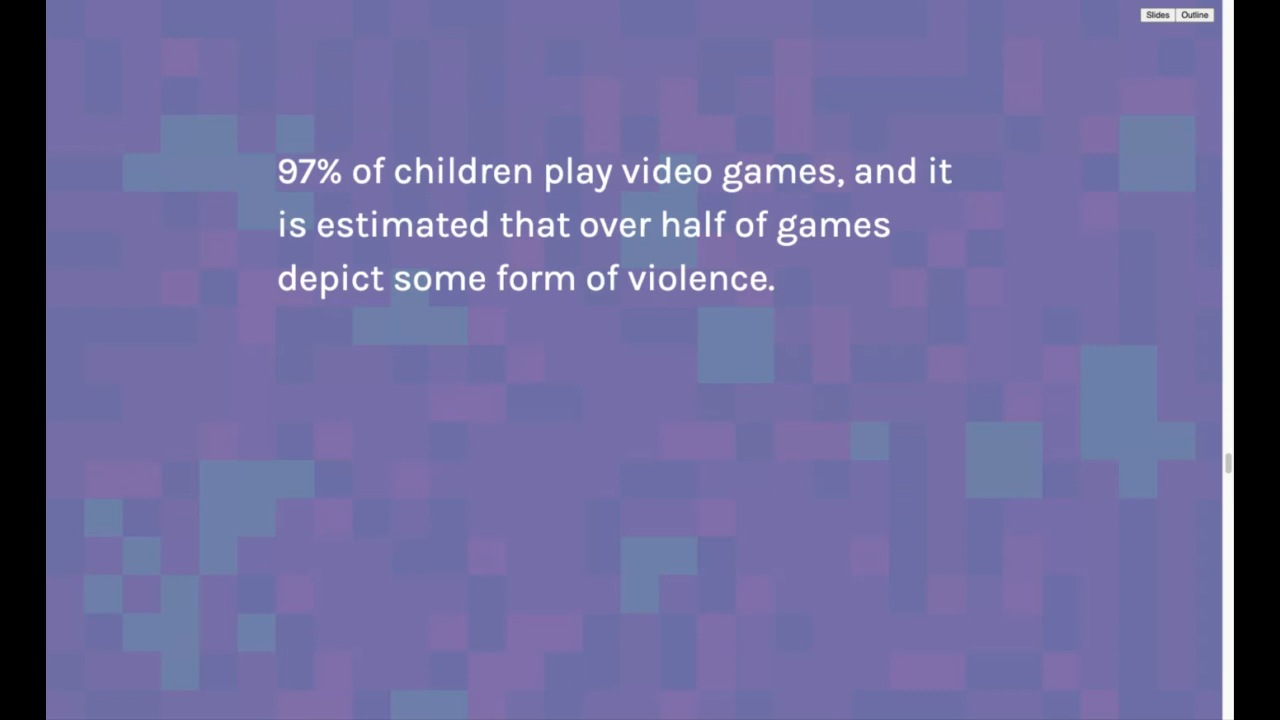 Slides Outline
97% of children play video games, and it
is estimated that over half of games
depict some form of violence.